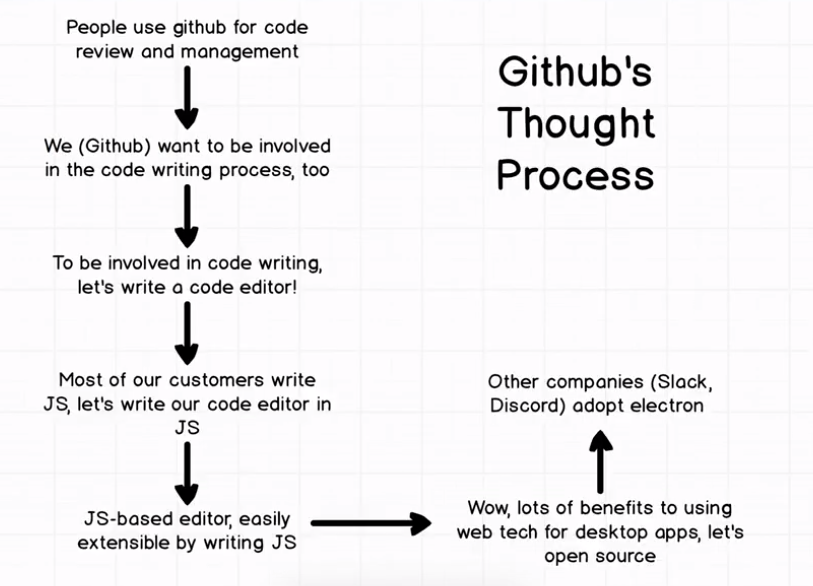 People use github for code
review and management
Github's
Thought
Process
We (Github) want to be involved
in the code writing process, too
To be involved in code writing,
let's write a code editor!
Most of our customers write
JS, let's write our code editor in
JS
JS-based editor, easily
extensible by writing JS
Wow, lots of benefits to using
web tech for desktop apps, let's
open source
Other companies (Slack,
Discord) adopt electron